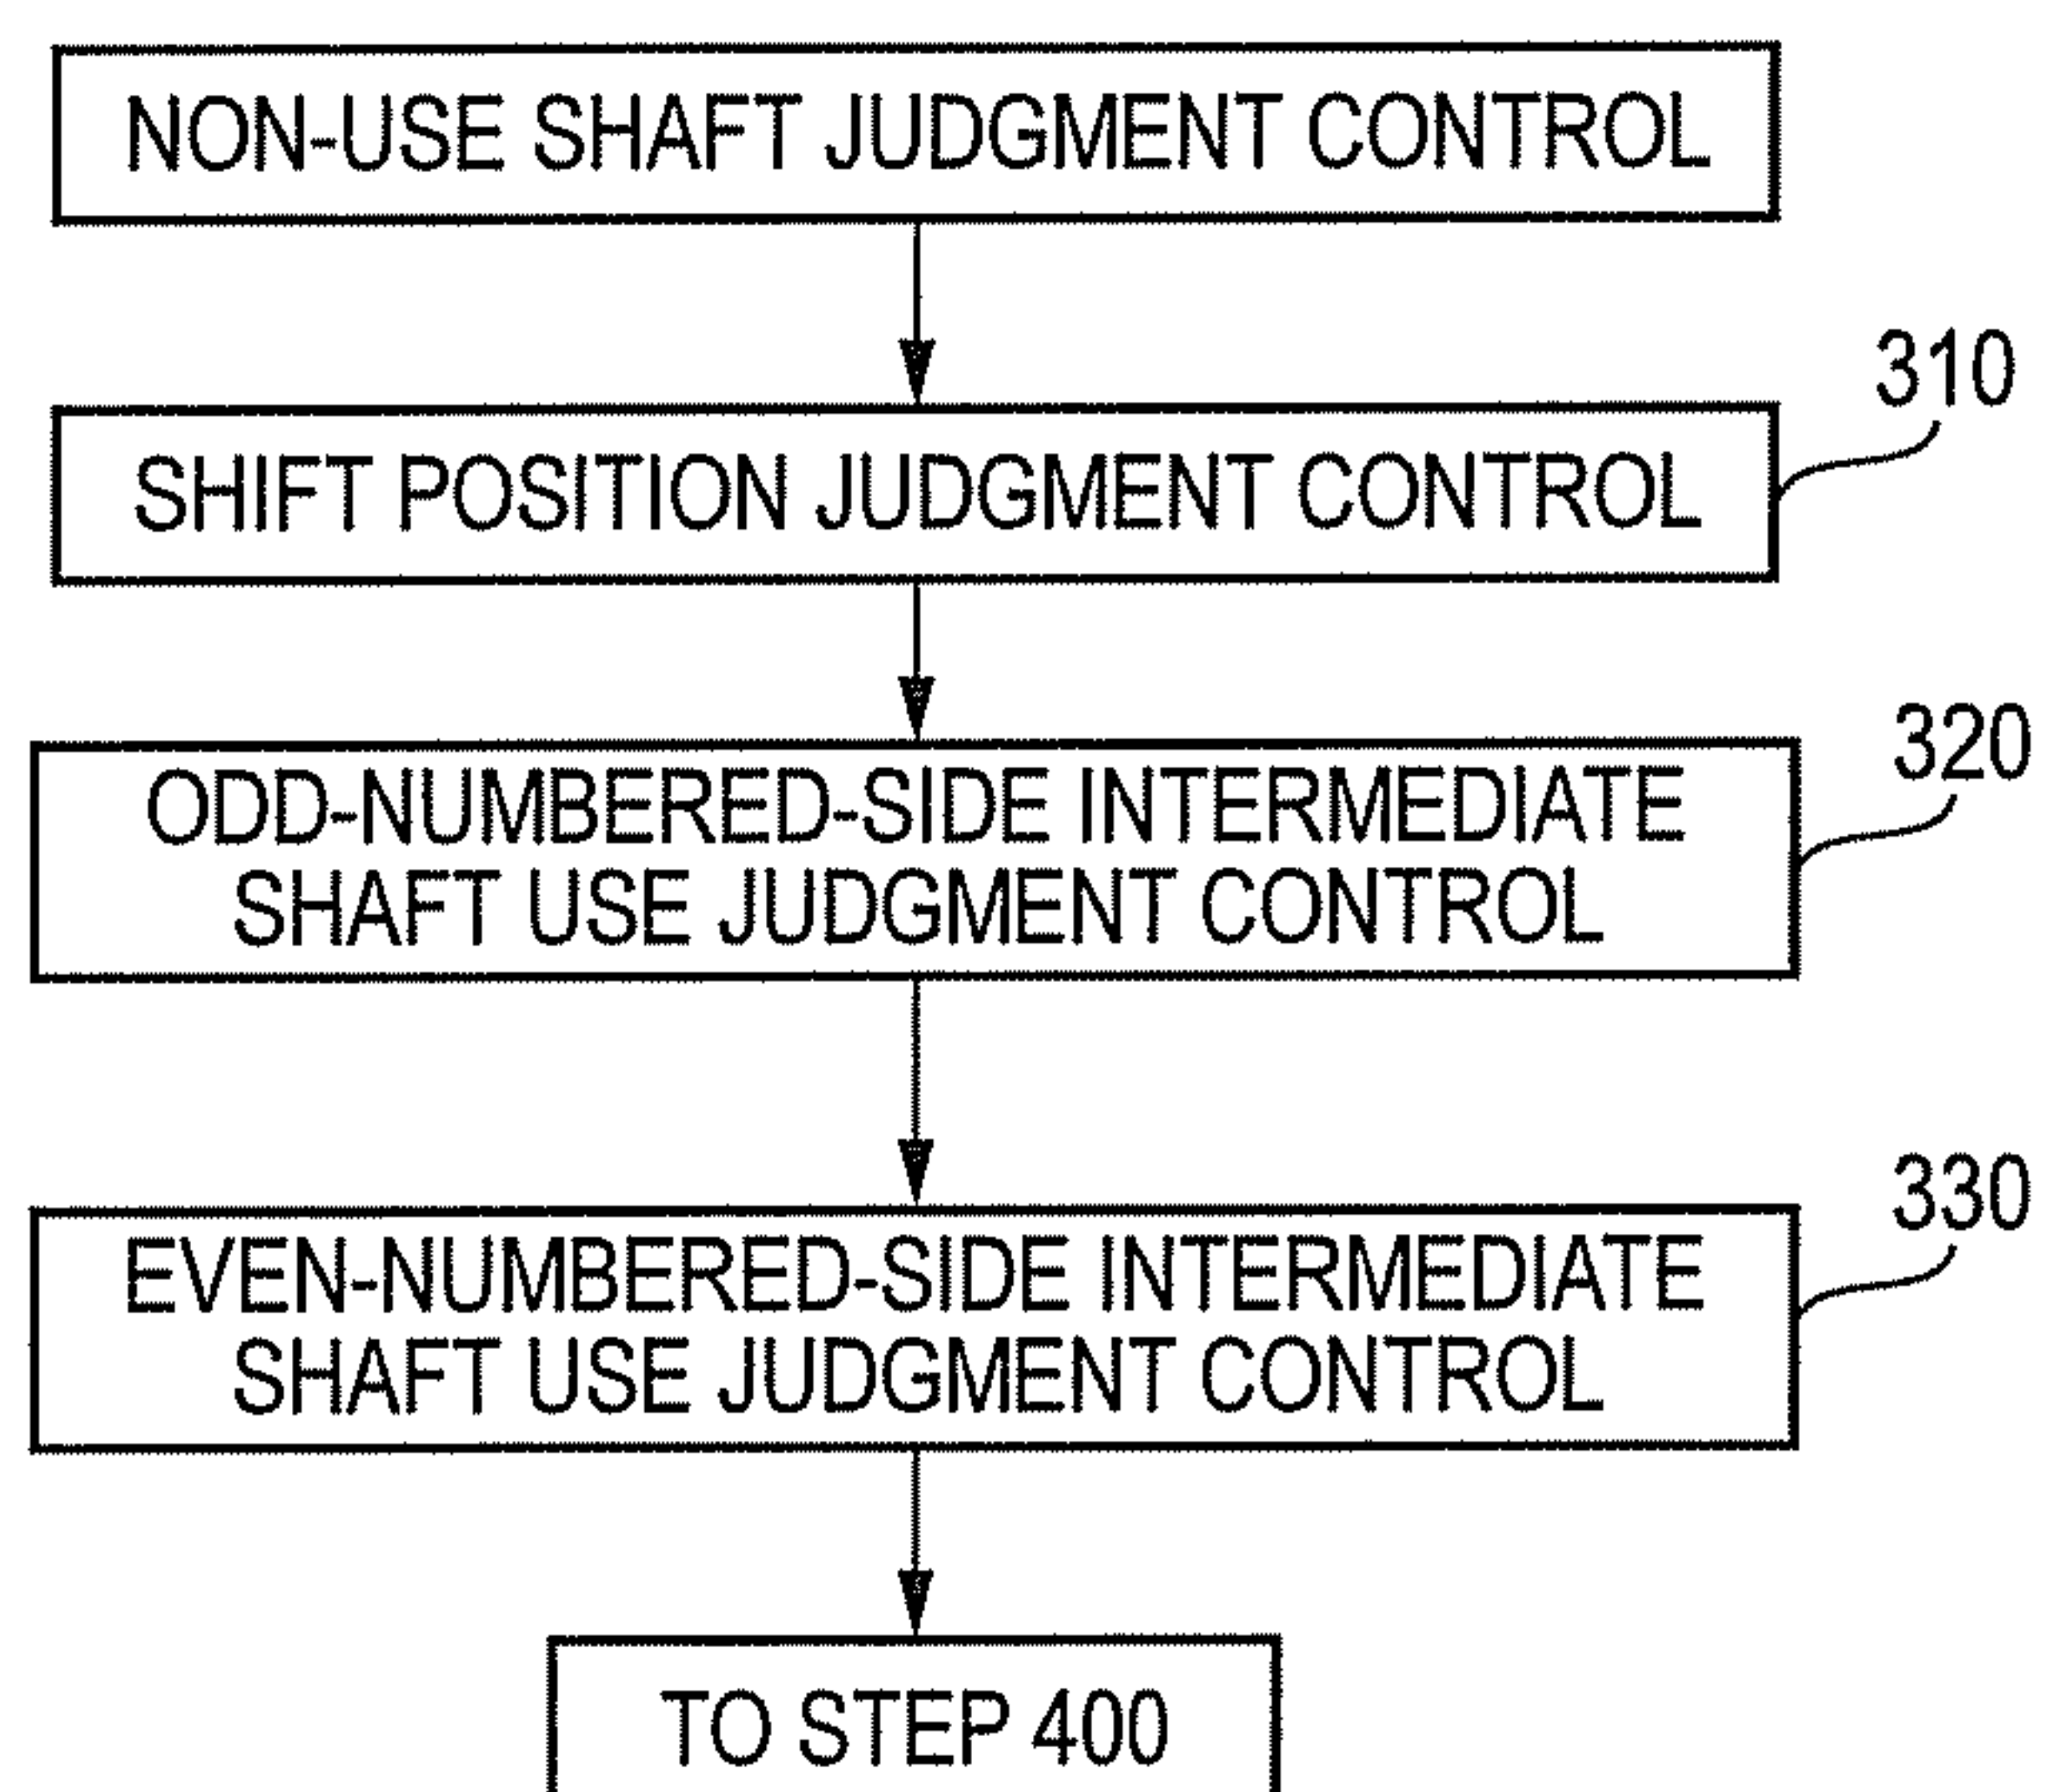 NON-USE SHAFT JUDGMENT CONTROL
310
SHIFT POSITION JUDGMENT CONTROL
320
ODD-NUMBERED-SIDE INTERMEDIATE
SHAFT USE JUDGMENT CONTROL
330
EVEN-NUMBERED-SIDE INTERMEDIATE
SHAFT USE JUDGMENT CONTROL
TO STEP 400